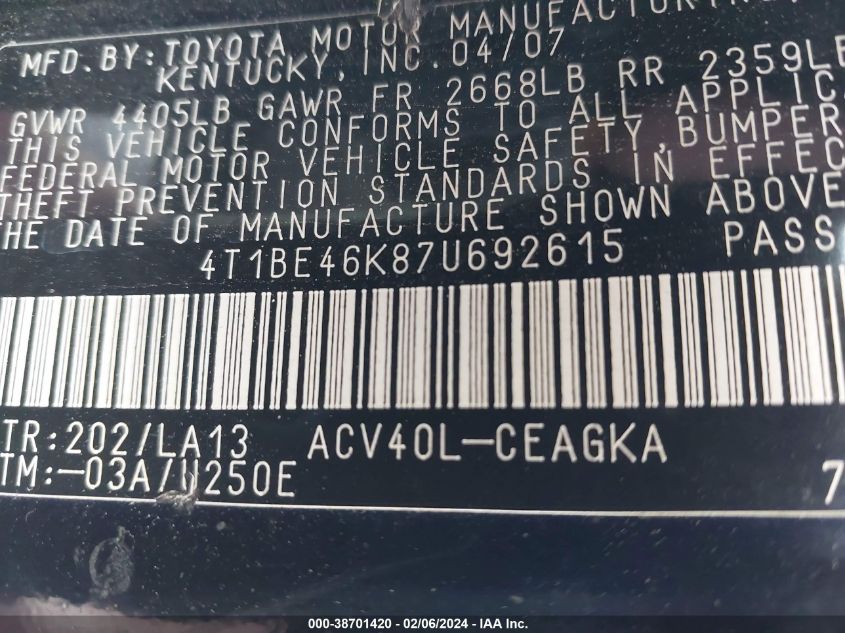 MFD. BY: TOYOTA MOTOR MANUFACTURING
KENTUCKY, INC. 04/07
GVWR 4405LB GAWR FR 2668LB RR 2359LB
THIS VEHICLE CONFORMS TO ALL APPLIC
FEDERAL MOTOR VEHICLE SAFETY, BUMPER
THEFT PREVENTION STANDARDS IN EFFEC
THE DATE OF MANUFACTURE SHOWN ABOVE
4T1BE46K87U692615 PASS
TR:202/LA13 ACV40L-CEAGKA
TM:-03A/U250E 7
000-38701420 - 02/06/2024 - IAA Inc.